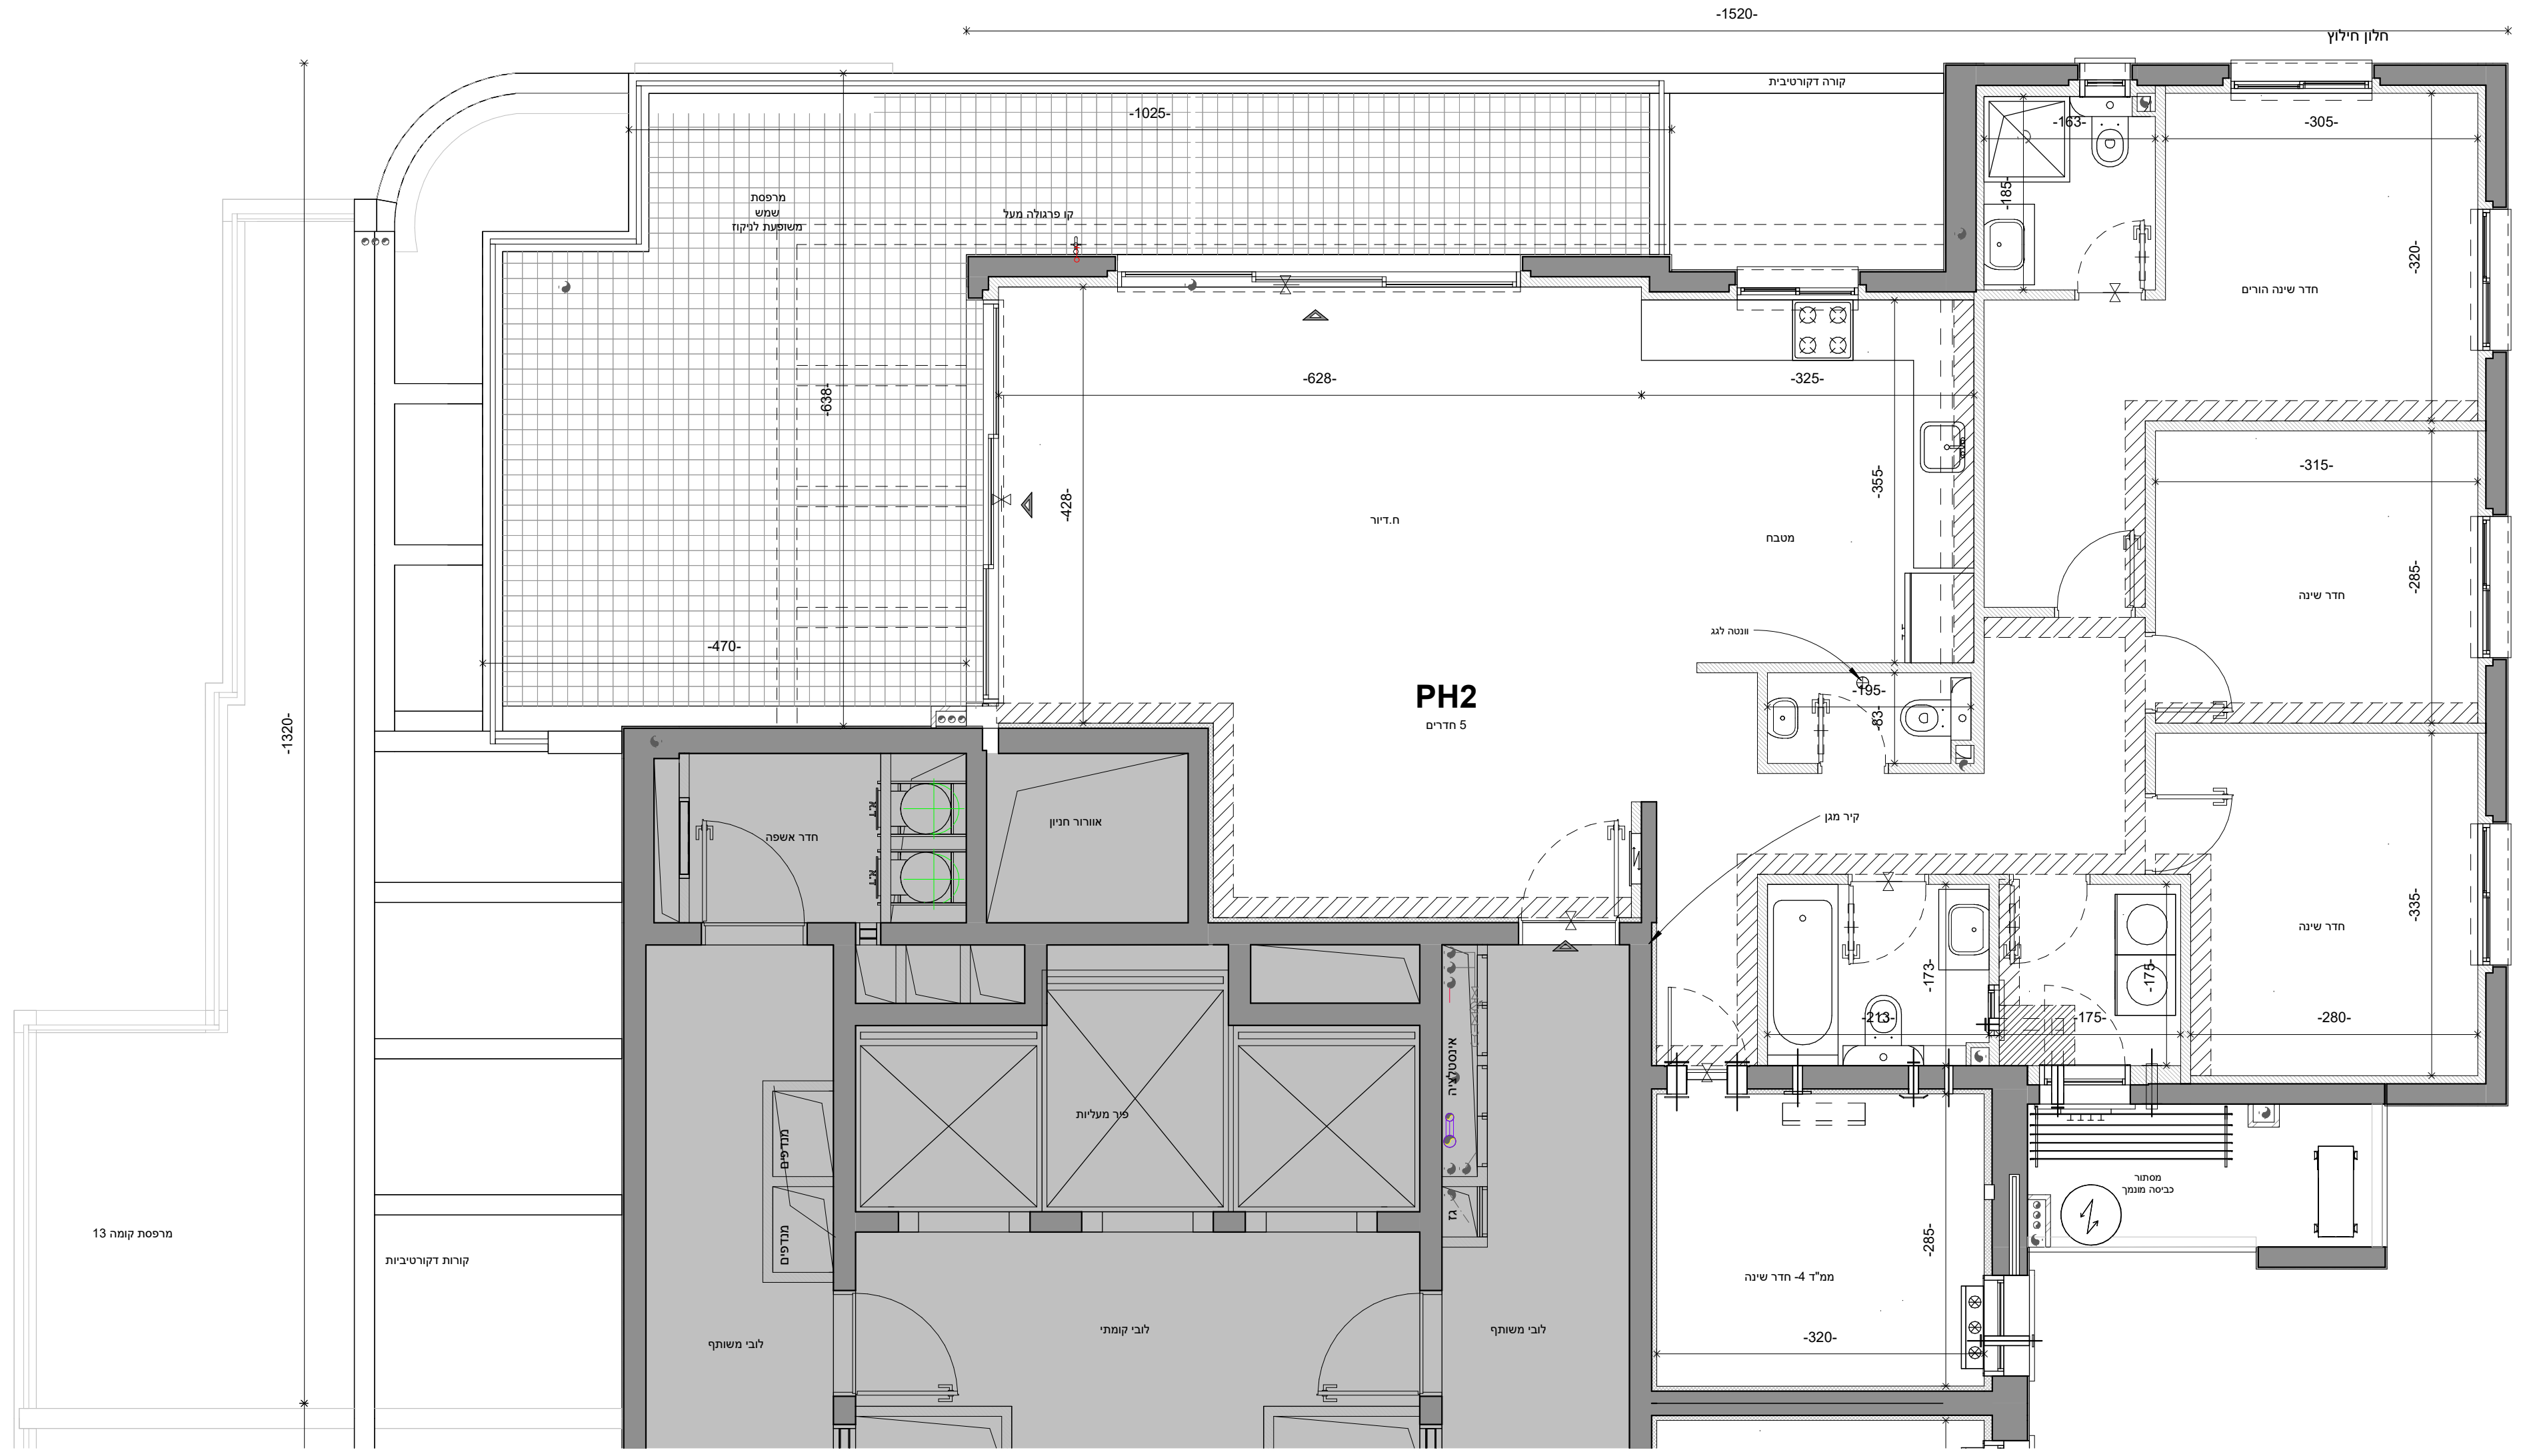 -1520-
חלון חילוץ
קורה דקורטיבית
-1025-
-163-
-305-
-185-
מרפסת
שמש
משופעת לניקוז
קו פרגולה מעל
-320-
חדר שינה הורים
-638-
-628-
-325-
-428-
-355-
-315-
ח.דיור
מטבח
-285-
חדר שינה
וונטה לגג
-470-
PH2
5 חדרים
-195-
-83-
-1320-
קיר מגן
חדר אשפה
אוורור חניון
-335-
חדר שינה
-173-
-175-
-213-
-175-
-280-
אינסטלציה
פיר מעליות
מנדפים
מנדפים
גז
מסתור
כביסה מונמך
מרפסת קומה 13
קורות דקורטיביות
-285-
ממ"ד 4- חדר שינה
לובי משותף
לובי קומתי
לובי משותף
-320-